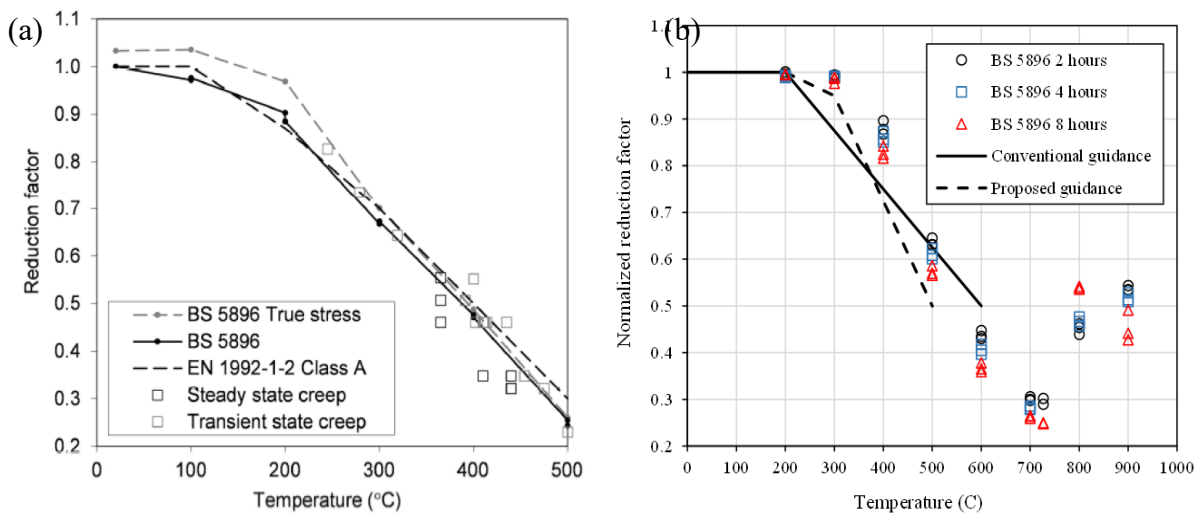 (a)
1.1
1.0
0.9
0.8
0.7
0.6
0.5
0.4
0.3
0.2
Reduction factor
BS 5896 True stress
BS 5896
EN 1992-1-2 Class A
Steady state creep
Transient state creep
0
100
200
300
400
500
Temperature (°C)
(b)
1.1
1
0.9
0.8
0.7
0.6
0.5
0.4
0.3
0.2
Normalized reduction factor
BS 5896 2 hours
BS 5896 4 hours
BS 5896 8 hours
Conventional guidance
Proposed guidance
0
100
200
300
400
500
600
700
800
900
1000
Temperature (C)